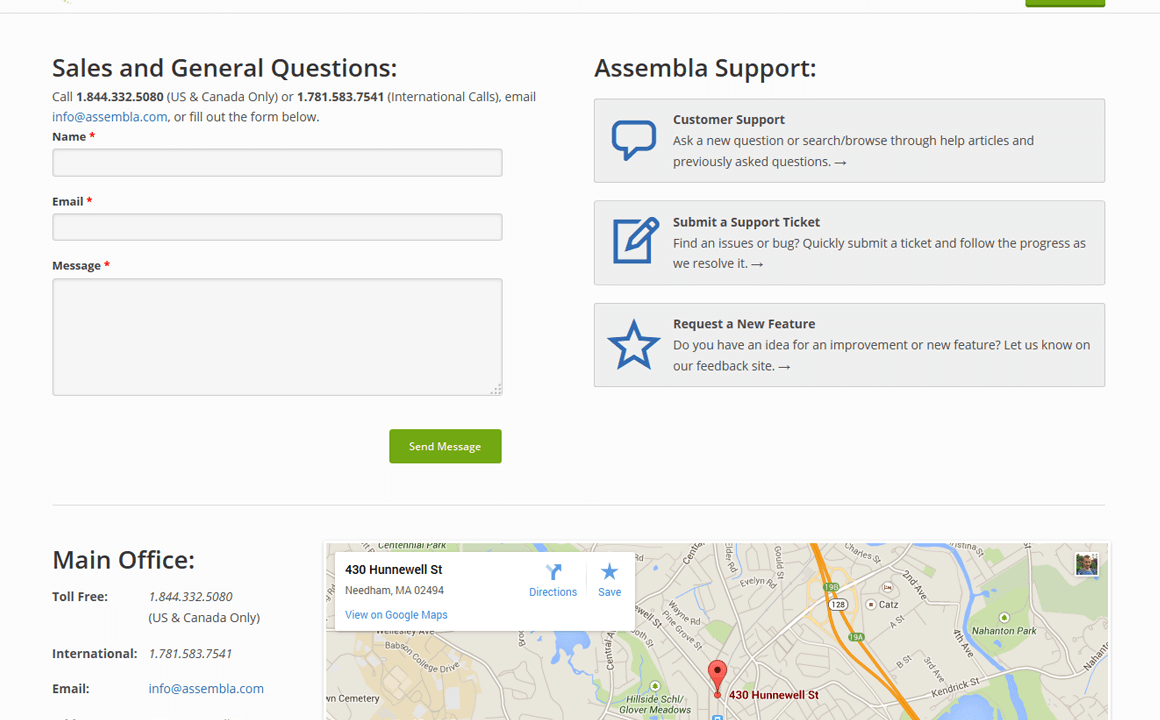 Sales and General Questions:
Call 1.844.332.5080 (US & Canada Only) or 1.781.583.7541 (International Calls), email
info@assembla.com, or fill out the form below.
Name *
Email *
Message *
Send Message
Assembla Support:
Customer Support
Ask a new question or search/browse through help articles and
previously asked questions. →
Submit a Support Ticket
Find an issues or bug? Quickly submit a ticket and follow the progress as
we resolve it. →
Request a New Feature
Do you have an idea for an improvement or new feature? Let us know on
our feedback site. →
Main Office:
Toll Free: 1.844.332.5080
(US & Canada Only)
International: 1.781.583.7541
Email: info@assembla.com
430 Hunnewell St
Needham, MA 02494
View on Google Maps
Directions
Save
Centennial Park
Elder Rd
Gould St
Charles St
2nd Ave
Evelyn Rd
19B
128
Catz
A St
Wayne Rd
Pine Grove St
19A
4th Ave
Nahanton Park
Wellesley Ave
Babson College Drive
B St
3rd Ave
Kendrick St
430 Hunnewell St
Hillside Schl/
Glover Meadows
wn Cemetery